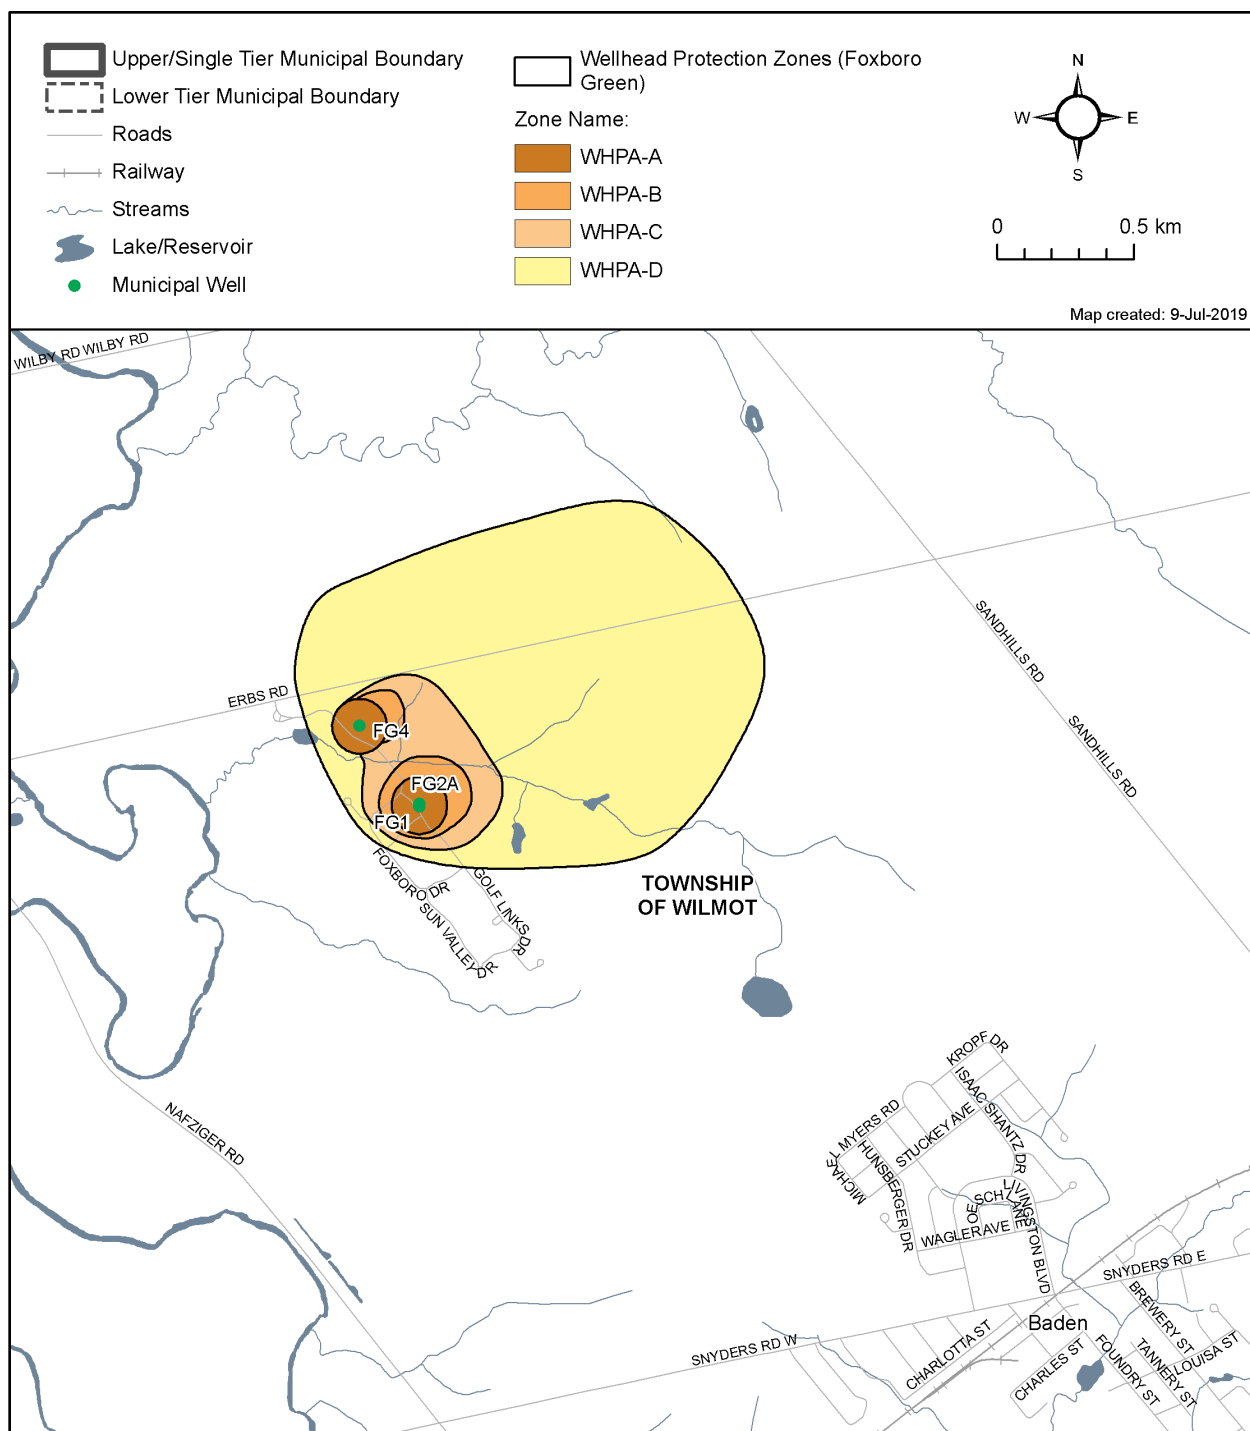 Upper/Single Tier Municipal Boundary
Lower Tier Municipal Boundary
Roads
Railway
Streams
Lake/Reservoir
Municipal Well
Wellhead Protection Zones (Foxboro
Green)
Zone Name:
WHPA-A
WHPA-B
WHPA-C
WHPA-D
N
W E
S
0 0.5 km
Map created: 9-Jul-2019
WILBY RD WILBY RD
SANDHILLS RD
SANDHILLS RD
ERBS RD
FG4
FG2A
FG1
FOXBORO DR
GOLF LINKS DR
SUN VALLEY DR
TOWNSHIP
OF WILMOT
NAFZIGER RD
KROPF DR
ISAAC SHANTZ DR
STUCKEY AVE
MICHAEL MYERS RD
HUNSBERGER DR
LIVINGSTON BLVD
SCH
LANE
WAGLER AVE
SNYDERS RD E
SNYDERS RD W
Baden
BREWERY ST
CHARLOTTA ST
CHARLES ST
FOUNDRY ST
TANNERY ST
LOUISA ST